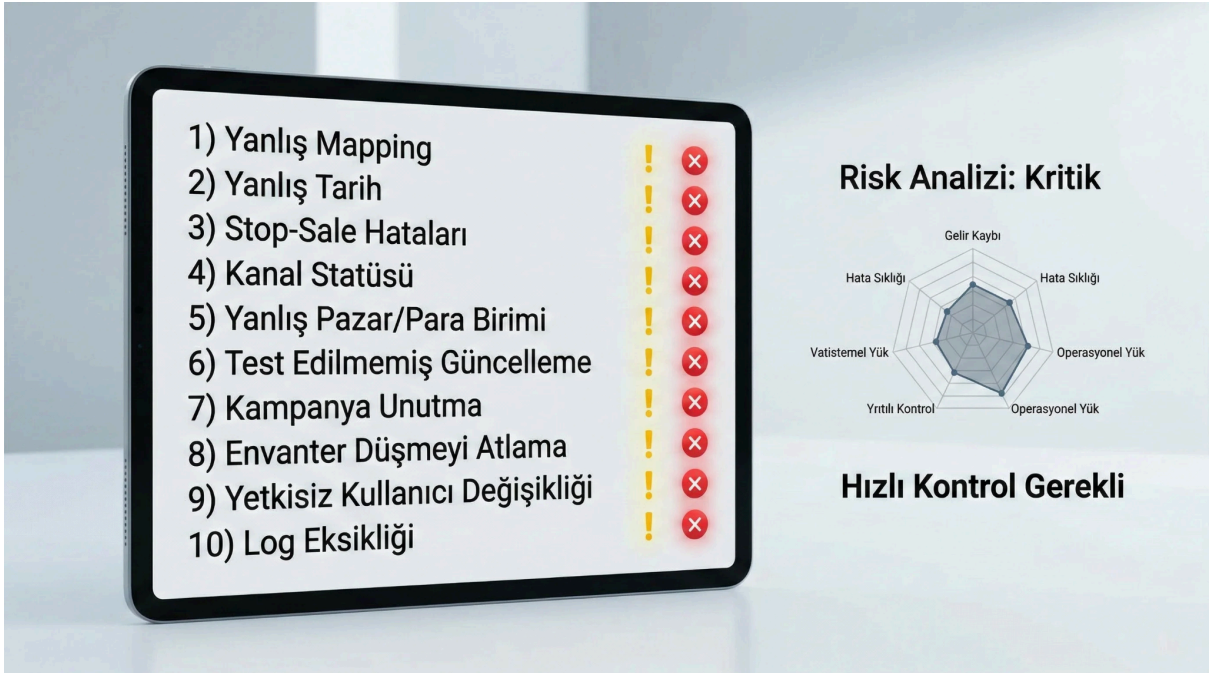 1) Yanlış Mapping
2) Yanlış Tarih
3) Stop-Sale Hataları
4) Kanal Statüsü
5) Yanlış Pazar/Para Birimi
6) Test Edilmemiş Güncelleme
7) Kampanya Unutma
8) Envanter Düşmeyi Atlama
9) Yetkisiz Kullanıcı Değişikliği
10) Log Eksikliği
Risk Analizi: Kritik
Gelir Kaybı
Hata Sıklığı
Hata Sıklığı
Vatistemel Yük
Operasyonel Yük
Yrıtılı Kontrol
Operasyonel Yük
Hızlı Kontrol Gerekli